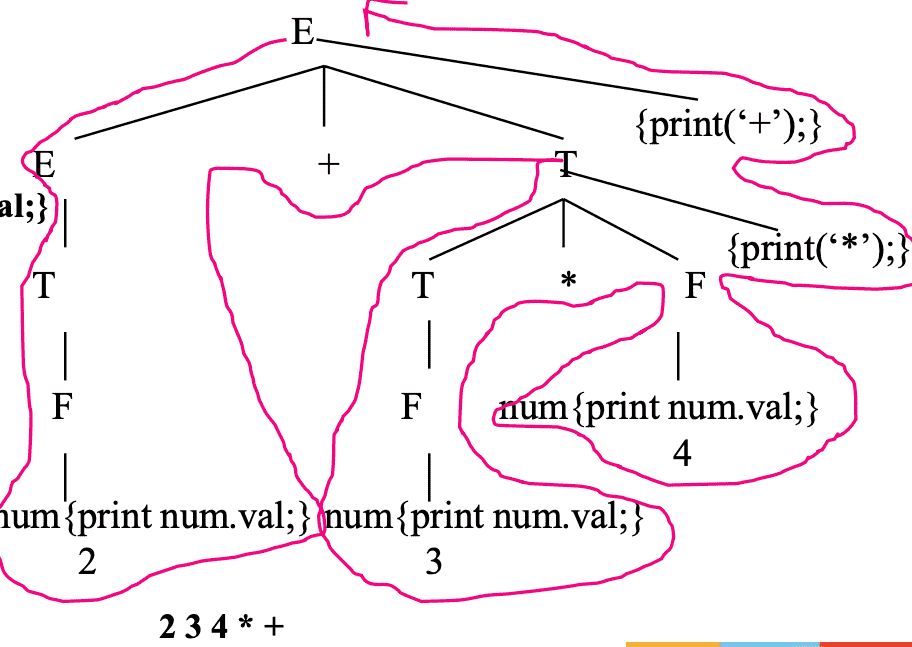 E
{print(‘+’);}
E + T
al;}
{print(‘*’);}
T T * F
F F num{print num.val;}
4
num{print num.val;} num{print num.val;}
2 3
2 3 4 * +